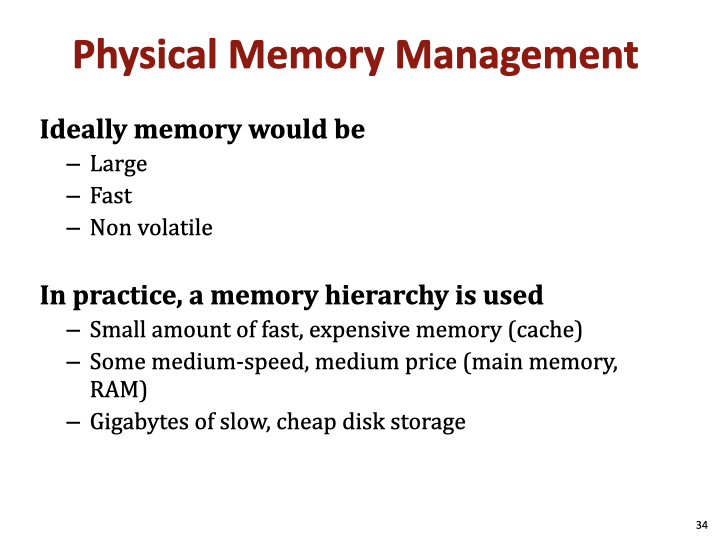 Physical Memory Management
Ideally memory would be
– Large
– Fast
– Non volatile
In practice, a memory hierarchy is used
– Small amount of fast, expensive memory (cache)
– Some medium-speed, medium price (main memory,
RAM)
– Gigabytes of slow, cheap disk storage
34